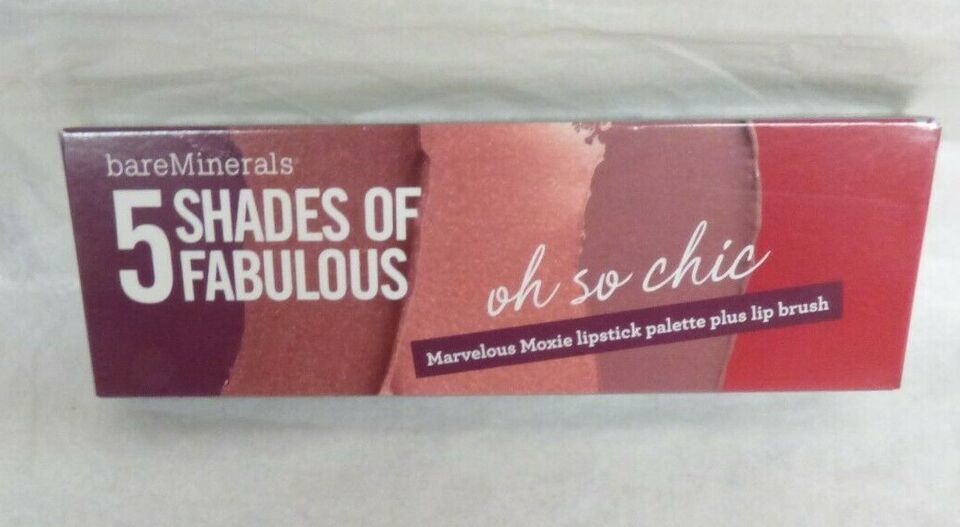 bareMinerals
5 SHADES OF
FABULOUS
oh so chic
Marvelous Moxie lipstick palette plus lip brush